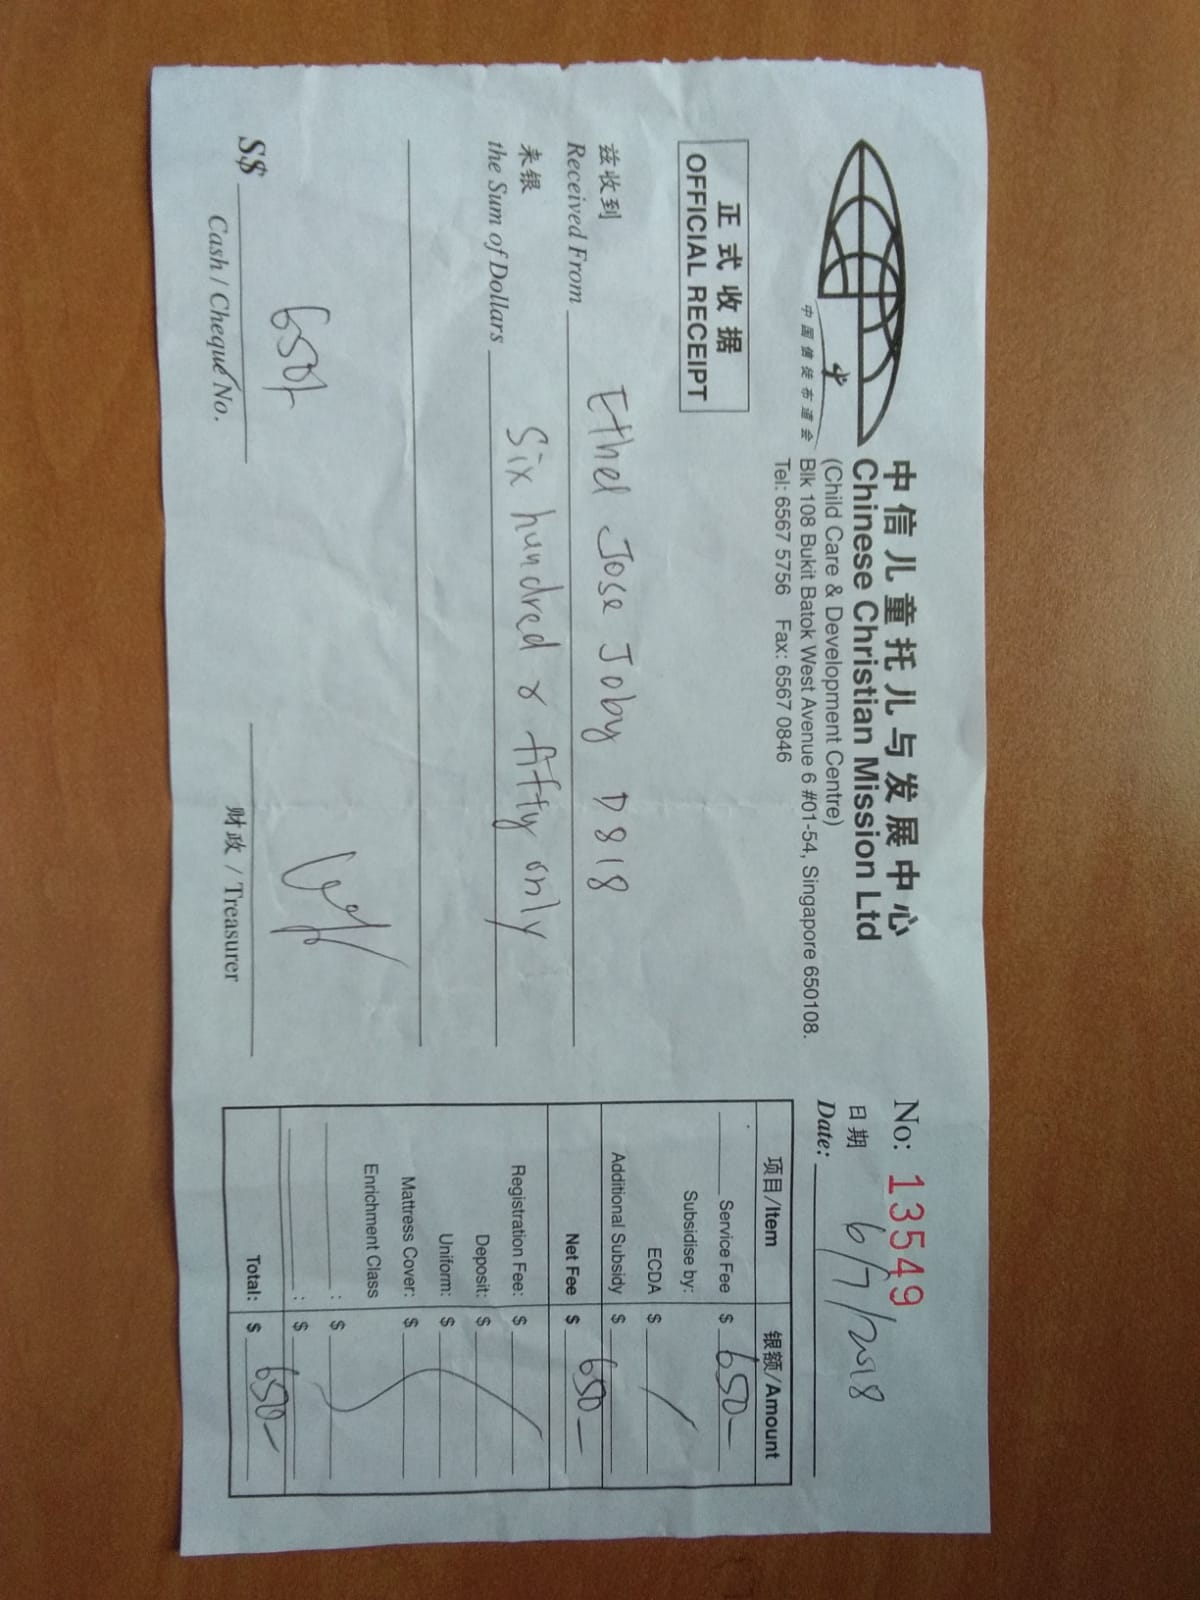 中信儿童托儿与发展中心
Chinese Christian Mission Ltd
(Child Care & Development Centre)
Blk 108 Bukit Batok West Avenue 6 #01-54, Singapore 650108.
Tel: 6567 5756 Fax: 6567 0846
中国信徒布道会
No: 13549
日期
Date: 6/7/2018
正式收据
OFFICIAL RECEIPT
兹收到
Received From Ethel Jose Joby D818
来银
the Sum of Dollars Six hundred & fifty only
S$ 650/-
Cash / Cheque No.
财政 / Treasurer
项目/Item 银额/Amount
Service Fee $ 650-
Subsidise by:
ECDA $
Additional Subsidy $
Net Fee $ 650-
Registration Fee: $
Deposit: $
Uniform: $
Mattress Cover: $
Enrichment Class
: $
: $
Total: $ 650-